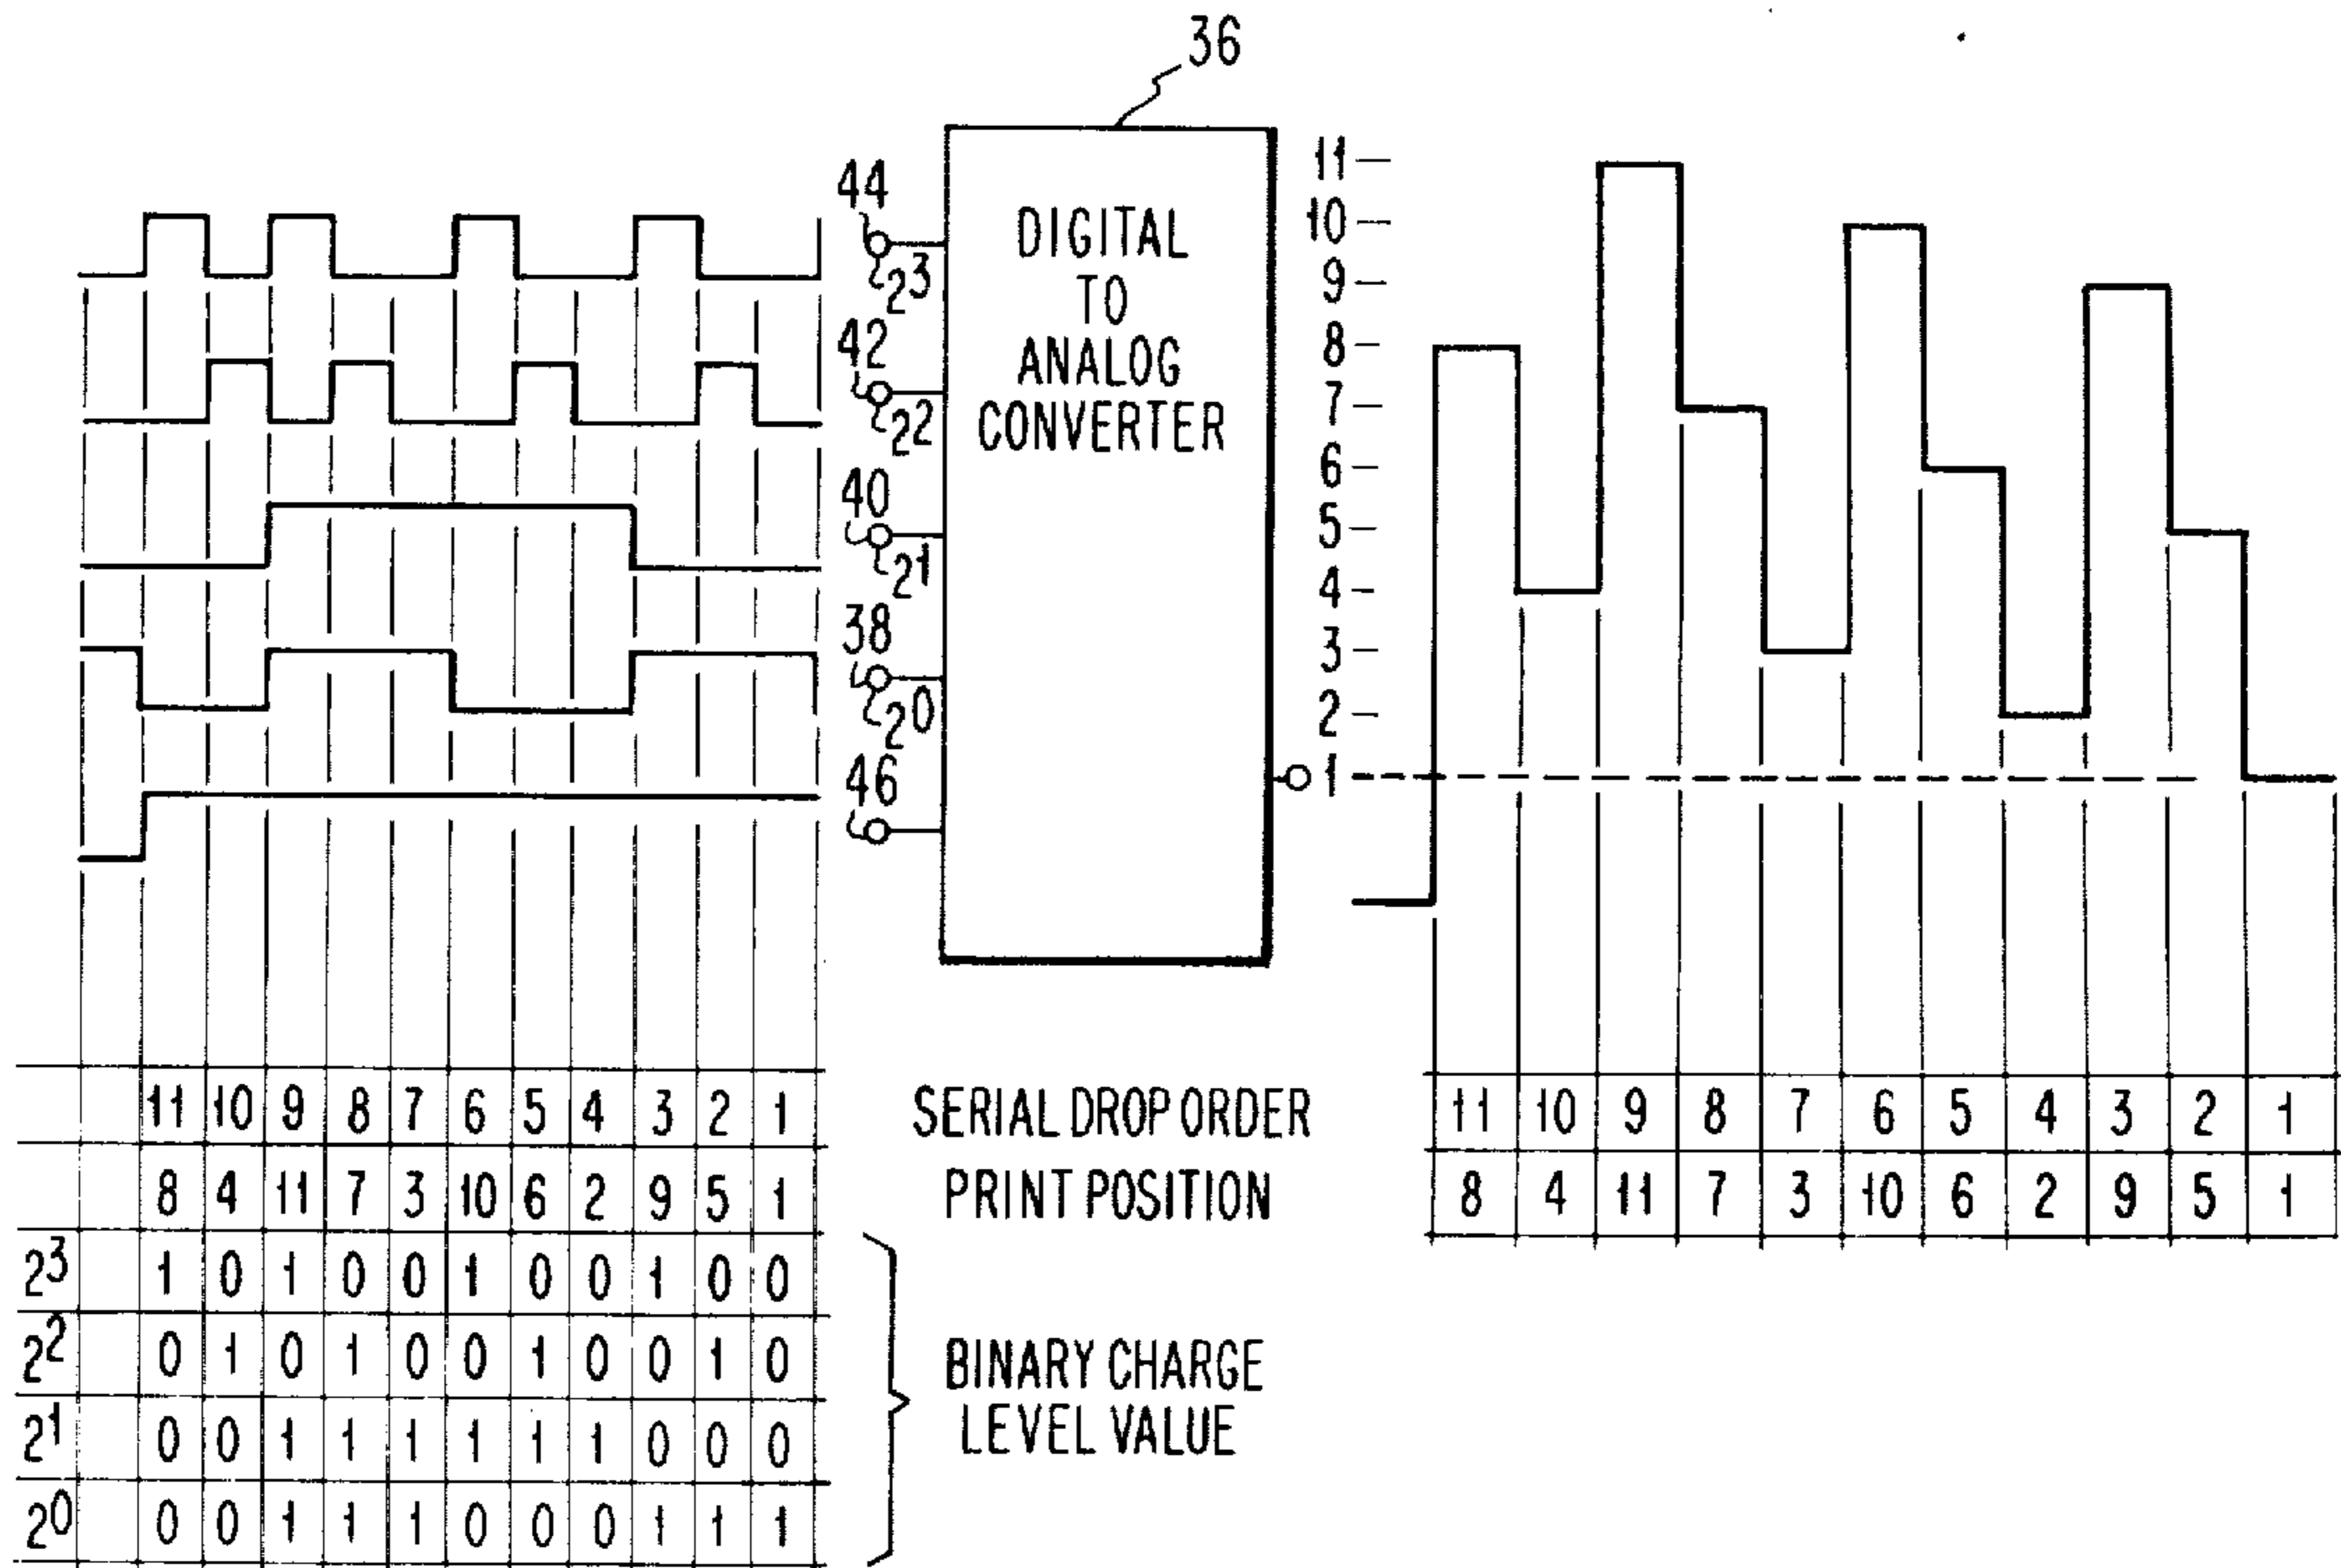 36
44
2³
42
2²
40
2¹
38
2⁰
46
DIGITAL
TO
ANALOG
CONVERTER
11
10
9
8
7
6
5
4
3
2
1
11 10 9 8 7 6 5 4 3 2 1
SERIAL DROP ORDER
11 10 9 8 7 6 5 4 3 2 1
8 4 11 7 3 10 6 2 9 5 1
PRINT POSITION
8 4 11 7 3 10 6 2 9 5 1
2³ 1 0 1 0 0 1 0 0 1 0 0
2² 0 1 0 1 0 0 1 0 0 1 0
2¹ 0 0 1 1 1 1 1 1 0 0 0
2⁰ 0 0 1 1 1 0 0 0 1 1 1
BINARY CHARGE
LEVEL VALUE